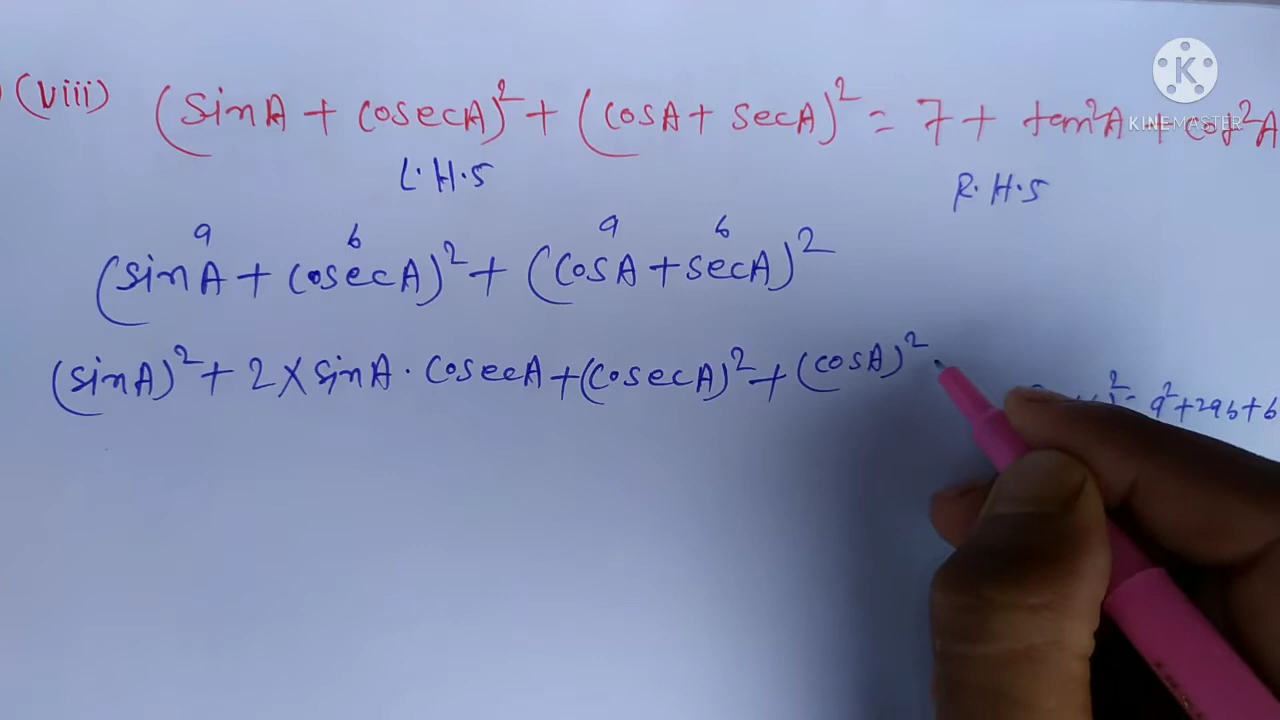 (viii) (sinA + cosecA)² + (cosA + secA)² = 7 + tan²A + cot²A
KINEMASTER
L.H.S R.H.S
a b a b
(sinA + cosecA)² + (cosA + secA)²
(sinA)² + 2 × sinA . cosecA + (cosecA)² + (cosA)²
² = a² + 2ab + b